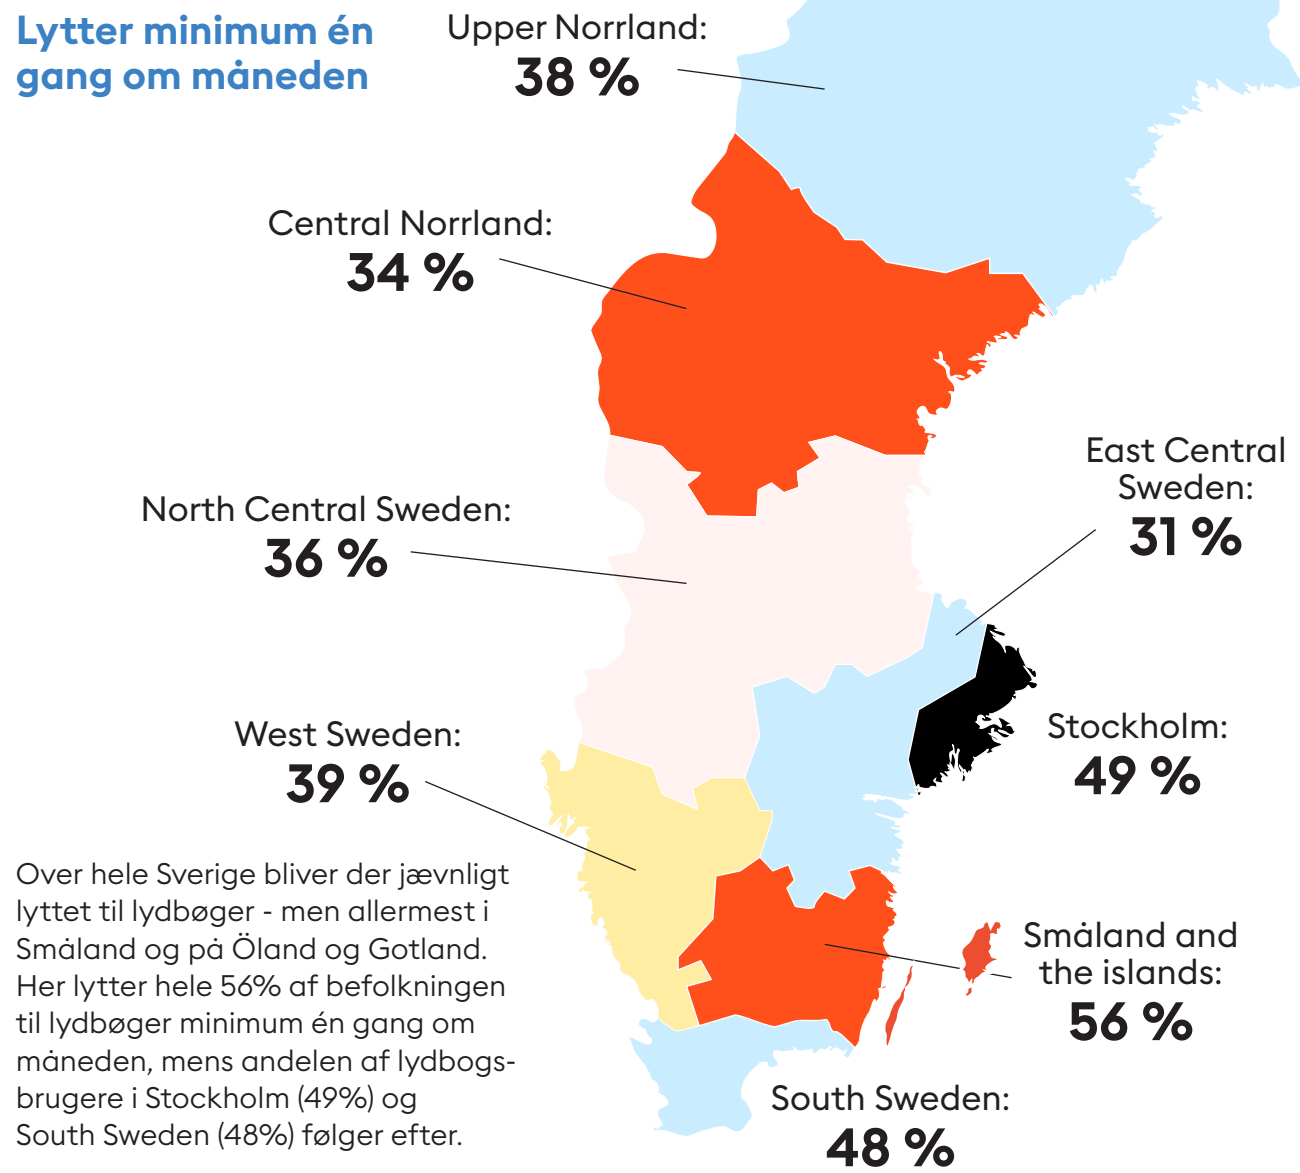 Lytter minimum én
gang om måneden
Upper Norrland:
38 %
Central Norrland:
34 %
East Central
Sweden:
31 %
North Central Sweden:
36 %
Stockholm:
49 %
West Sweden:
39 %
Over hele Sverige bliver der jævnligt
lyttet til lydbøger - men allermest i
Småland og på Öland og Gotland.
Her lytter hele 56% af befolkningen
til lydbøger minimum én gang om
måneden, mens andelen af lydbogs-
brugere i Stockholm (49%) og
South Sweden (48%) følger efter.
Småland and
the islands:
56 %
South Sweden:
48 %